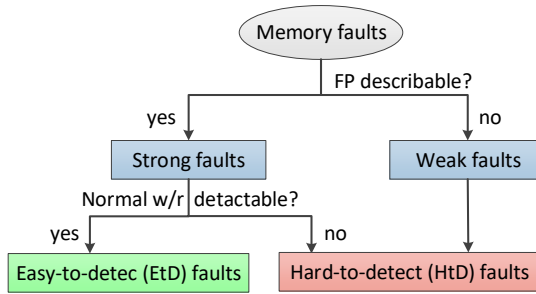 Memory faults
FP describable?
yes
no
Strong faults
Weak faults
Normal w/r detactable?
yes
no
Easy-to-detec (EtD) faults
Hard-to-detect (HtD) faults